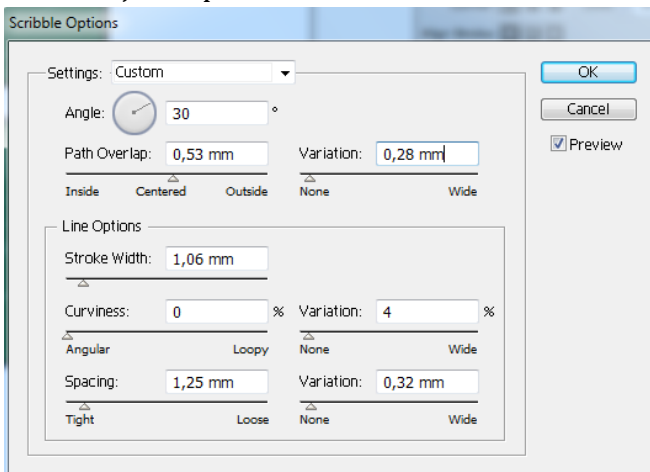 Scribble Options
Settings: Custom
OK
Angle: 30 °
Cancel
Path Overlap: 0,53 mm Variation: 0,28 mm
Preview
Inside Centered Outside None Wide
Line Options
Stroke Width: 1,06 mm
Curviness: 0 % Variation: 4 %
Angular Loopy None Wide
Spacing: 1,25 mm Variation: 0,32 mm
Tight Loose None Wide